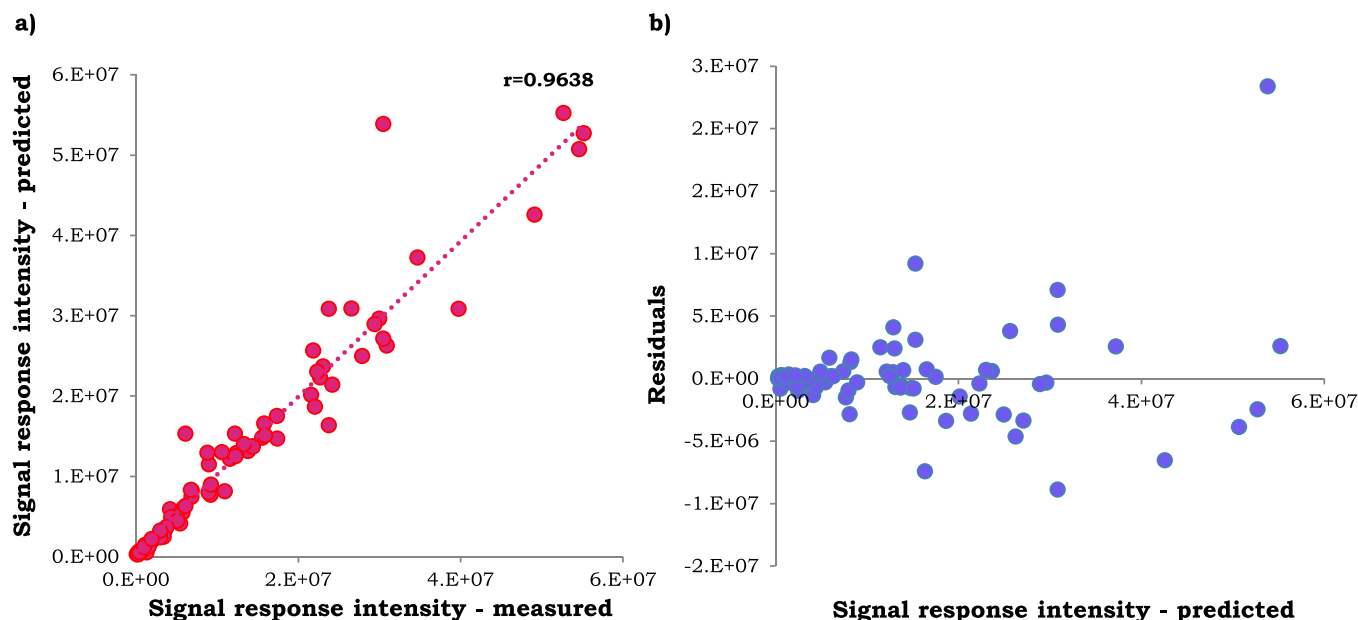 a)
Signal response intensity - predicted
6.E+07
5.E+07
4.E+07
3.E+07
2.E+07
1.E+07
0.E+00
r=0.9638
0.E+00 2.E+07 4.E+07 6.E+07
Signal response intensity - measured
b)
Residuals
3.E+07
2.E+07
2.E+07
1.E+07
5.E+06
0.E+00
-5.E+06
-1.E+07
-2.E+07
0.E+00 2.E+07 4.E+07 6.E+07
Signal response intensity - predicted